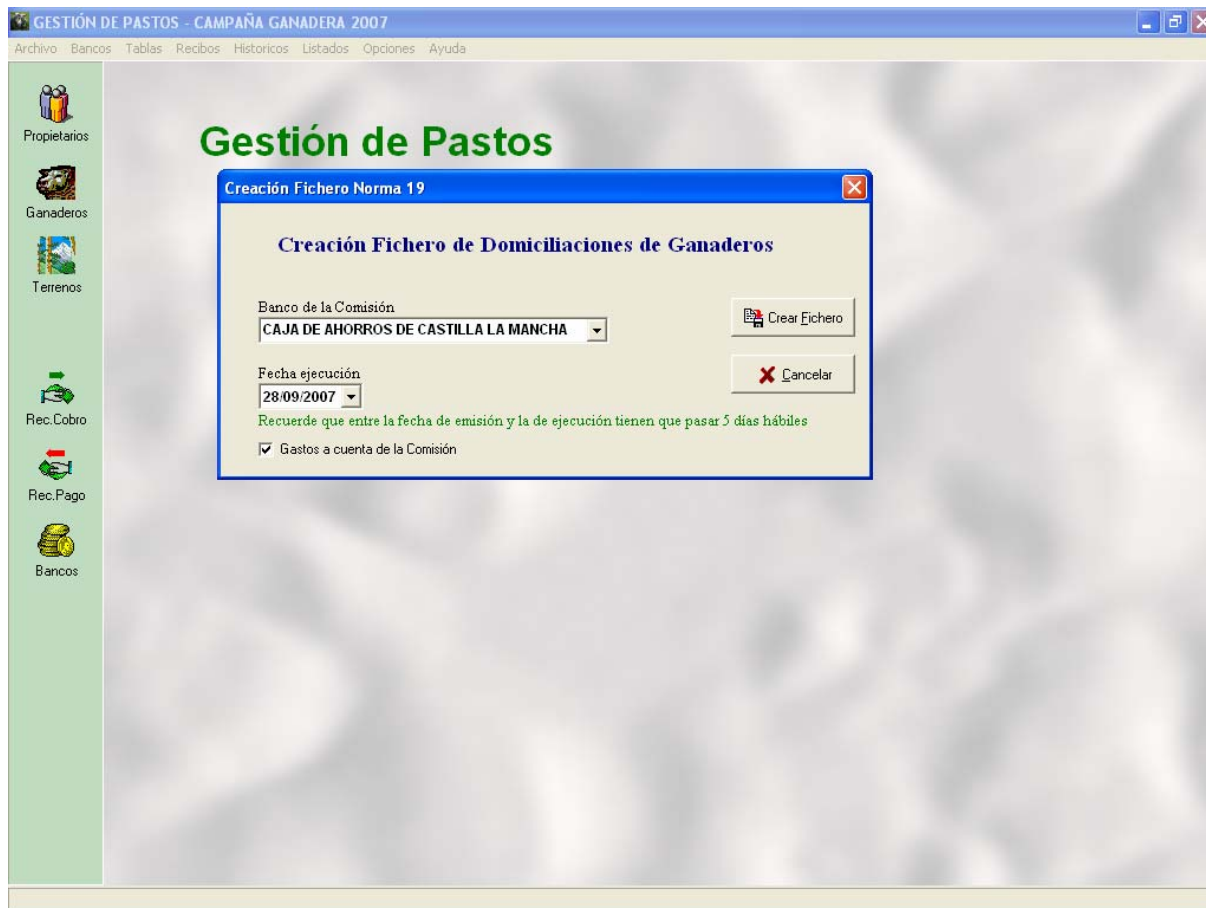 GESTIÓN DE PASTOS - CAMPAÑA GANADERA 2007
Archivo Bancos Tablas Recibos Historicos Listados Opciones Ayuda
Propietarios
Ganaderos
Terrenos
Rec.Cobro
Rec.Pago
Bancos
Gestión de Pastos
Creación Fichero Norma 19
Creación Fichero de Domiciliaciones de Ganaderos
Banco de la Comisión
CAJA DE AHORROS DE CASTILLA LA MANCHA
Crear Fichero
Fecha ejecución
28/09/2007
Cancelar
Recuerde que entre la fecha de emisión y la de ejecución tienen que pasar 5 días hábiles
Gastos a cuenta de la Comisión